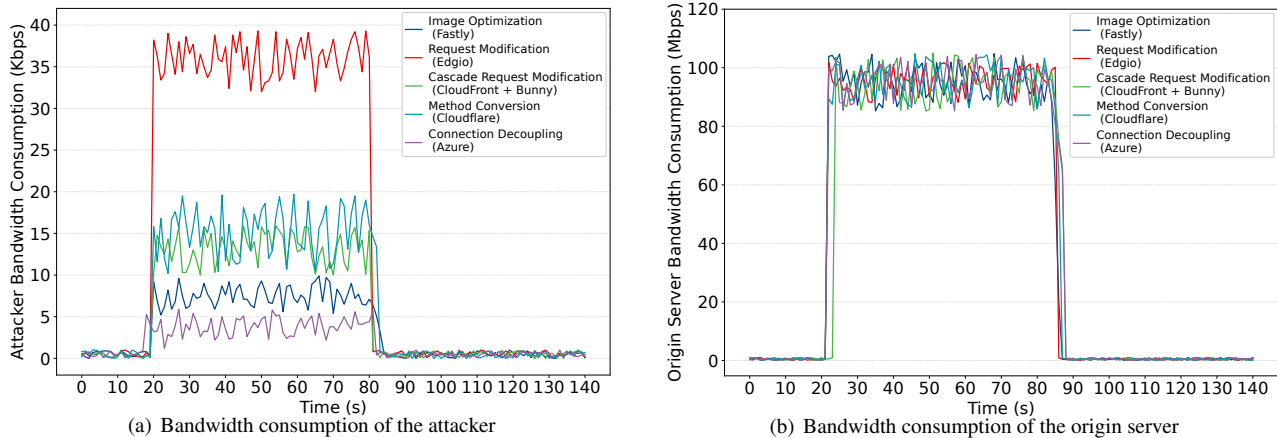 Attacker Bandwidth Consumption (Kbps)
40
35
30
25
20
15
10
5
0
0 10 20 30 40 50 60 70 80 90 100 110 120 130 140
Time (s)
Image Optimization
(Fastly)
Request Modification
(Edgio)
Cascade Request Modification
(CloudFront + Bunny)
Method Conversion
(Cloudflare)
Connection Decoupling
(Azure)
(a) Bandwidth consumption of the attacker
Origin Server Bandwidth Consumption (Mbps)
120
100
80
60
40
20
0
0 10 20 30 40 50 60 70 80 90 100 110 120 130 140
Time (s)
Image Optimization
(Fastly)
Request Modification
(Edgio)
Cascade Request Modification
(CloudFront + Bunny)
Method Conversion
(Cloudflare)
Connection Decoupling
(Azure)
(b) Bandwidth consumption of the origin server